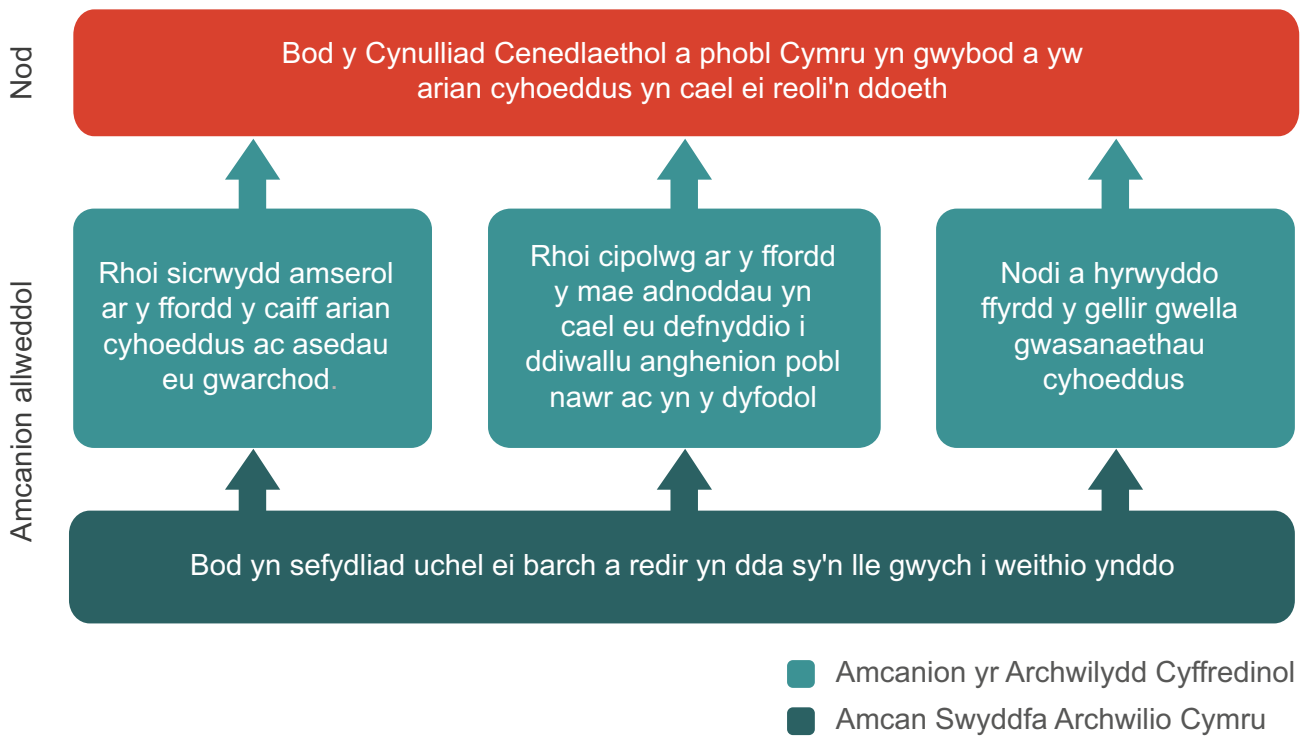 Nod
Bod y Cynulliad Cenedlaethol a phobl Cymru yn gwybod a yw
arian cyhoeddus yn cael ei reoli'n ddoeth
Amcanion allweddol
Rhoi sicrwydd amserol
ar y ffordd y caiff arian
cyhoeddus ac asedau
eu gwarchod.
Rhoi cipolwg ar y ffordd
y mae adnoddau yn
cael eu defnyddio i
ddiwallu anghenion pobl
nawr ac yn y dyfodol
Nodi a hyrwyddo
ffyrdd y gellir gwella
gwasanaethau
cyhoeddus
Bod yn sefydliad uchel ei barch a redir yn dda sy'n lle gwych i weithio ynddo
Amcanion yr Archwilydd Cyffredinol
Amcan Swyddfa Archwilio Cymru